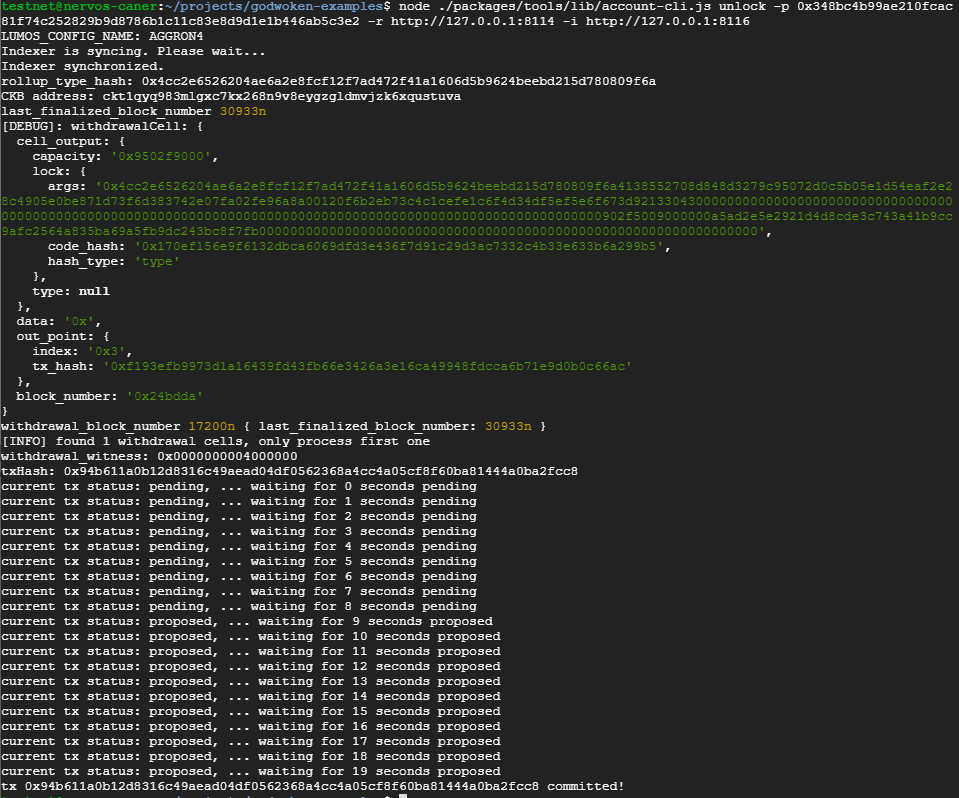 testnet@nervos-caner:~/projects/godwoken-examples$ node ./packages/tools/lib/account-cli.js unlock -p 0x348bc4b99ae210fcac
81f74c252829b9d8786b1c11c83e8d9d1e1b446ab5c3e2 -r http://127.0.0.1:8114 -i http://127.0.0.1:8116
LUMOS_CONFIG_NAME: AGGRON4
Indexer is syncing. Please wait...
Indexer synchronized.
rollup_type_hash: 0x4cc2e6526204ae6a2e8fcf12f7ad472f41a1606d5b9624beebd215d780809f6a
CKB address: ckt1qyq983mlgxc7kx268n9v8eygzgldmvjzk6xqustuva
last_finalized_block_number 30933n
[DEBUG]: withdrawalCell: {
cell_output: {
capacity: '0x9502f9000',
lock: {
args: '0x4cc2e6526204ae6a2e8fcf12f7ad472f41a1606d5b9624beebd215d780809f6a4138552708d848d3279c95072d0c5b05e1d54eaf2e2
code_hash: '0x170ef156e9f6132dbca6069dfd3e436f7d91c29d3ac7332c4b33e633b6a299b5',
hash_type: 'type'
},
type: null
},
data: '0x',
out_point: {
index: '0x3',
tx_hash: '0xf193efb9973d1a16439fd43fb66e3426a3e16ca49948fdcca6b71e9d0b0c66ac'
},
block_number: '0x24bdda'
}
withdrawal_block_number 17200n { last_finalized_block_number: 30933n }
[INFO] found 1 withdrawal cells, only process first one
withdrawal_witness: 0x0000000004000000
txHash: 0x94b611a0b12d8316c49aead04df0562368a4cc4a05cf8f60ba81444a0ba2fcc8
current tx status: pending, ... waiting for 0 seconds pending
current tx status: pending, ... waiting for 1 seconds pending
current tx status: pending, ... waiting for 2 seconds pending
current tx status: pending, ... waiting for 3 seconds pending
current tx status: pending, ... waiting for 4 seconds pending
current tx status: pending, ... waiting for 5 seconds pending
current tx status: pending, ... waiting for 6 seconds pending
current tx status: pending, ... waiting for 7 seconds pending
current tx status: pending, ... waiting for 8 seconds pending
current tx status: proposed, ... waiting for 9 seconds proposed
current tx status: proposed, ... waiting for 10 seconds proposed
current tx status: proposed, ... waiting for 11 seconds proposed
current tx status: proposed, ... waiting for 12 seconds proposed
current tx status: proposed, ... waiting for 13 seconds proposed
current tx status: proposed, ... waiting for 14 seconds proposed
current tx status: proposed, ... waiting for 15 seconds proposed
current tx status: proposed, ... waiting for 16 seconds proposed
current tx status: proposed, ... waiting for 17 seconds proposed
current tx status: proposed, ... waiting for 18 seconds proposed
current tx status: proposed, ... waiting for 19 seconds proposed
tx 0x94b611a0b12d8316c49aead04df0562368a4cc4a05cf8f60ba81444a0ba2fcc8 committed!